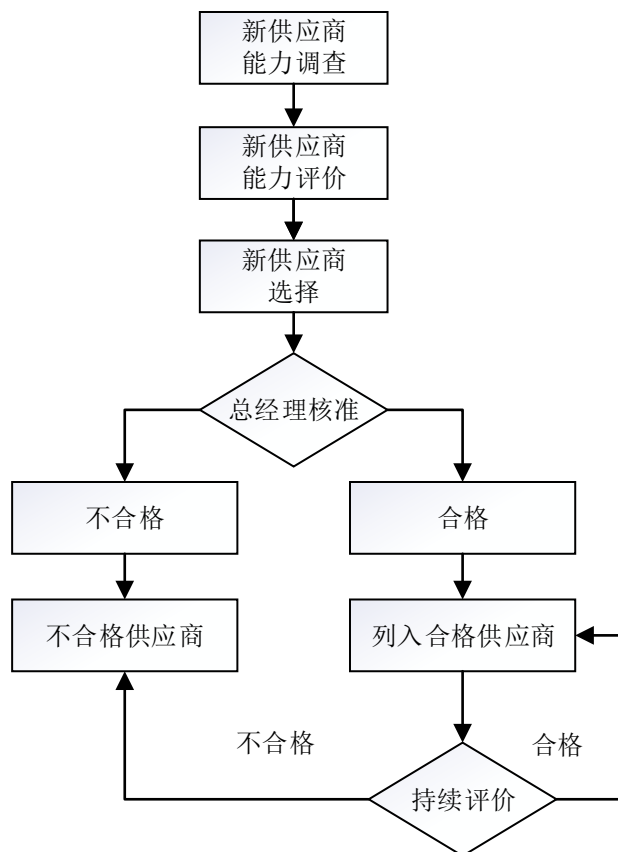 新供应商
能力调查
新供应商
能力评价
新供应商
选择
总经理核准
不合格
合格
不合格供应商
列入合格供应商
不合格
合格
持续评价